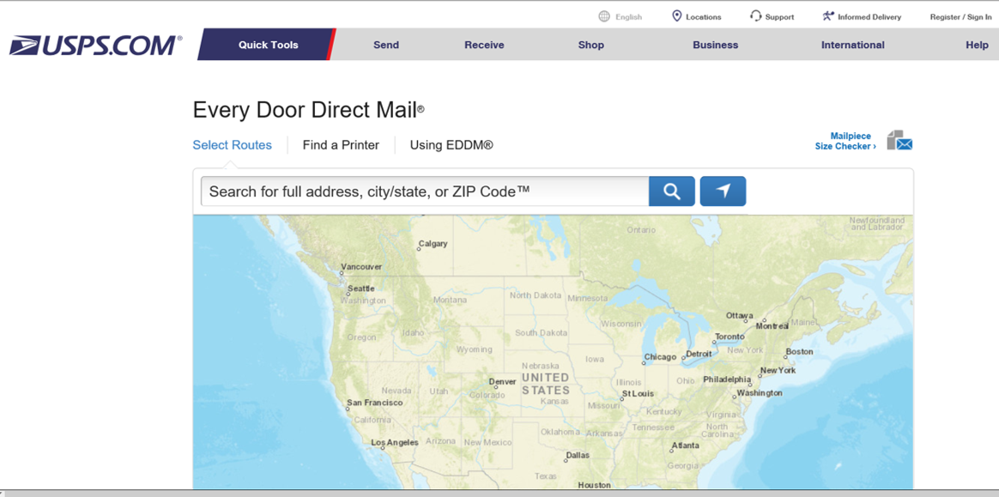 English Locations Support Informed Delivery Register / Sign In
USPS.COM®
Quick Tools Send Receive Shop Business International Help
Every Door Direct Mail®
Select Routes Find a Printer Using EDDM®
Mailpiece
Size Checker ›
Search for full address, city/state, or ZIP Code™
Newfoundland
and Labrador
Ontario
Calgary
Vancouver
Seattle
Washington
North Dakota
Minnesota
Montana
Ottawa
Montreal
Maine
Wisconsin
Idaho
South Dakota
Oregon
Toronto
Wyoming
New York
Boston
Chicago
Detroit
Iowa
Nebraska
New York
UNITED
STATES
Denver
Illinois
Ohio
Philadelphia
Nevada
Utah
Colorado
St Louis
Washington
San Francisco
Kansas
Missouri
Kentucky
Virginia
California
Tennessee
North
Carolina
Oklahoma
Arkansas
Los Angeles
Arizona
New Mexico
Atlanta
Dallas
Georgia
Texas
Houston